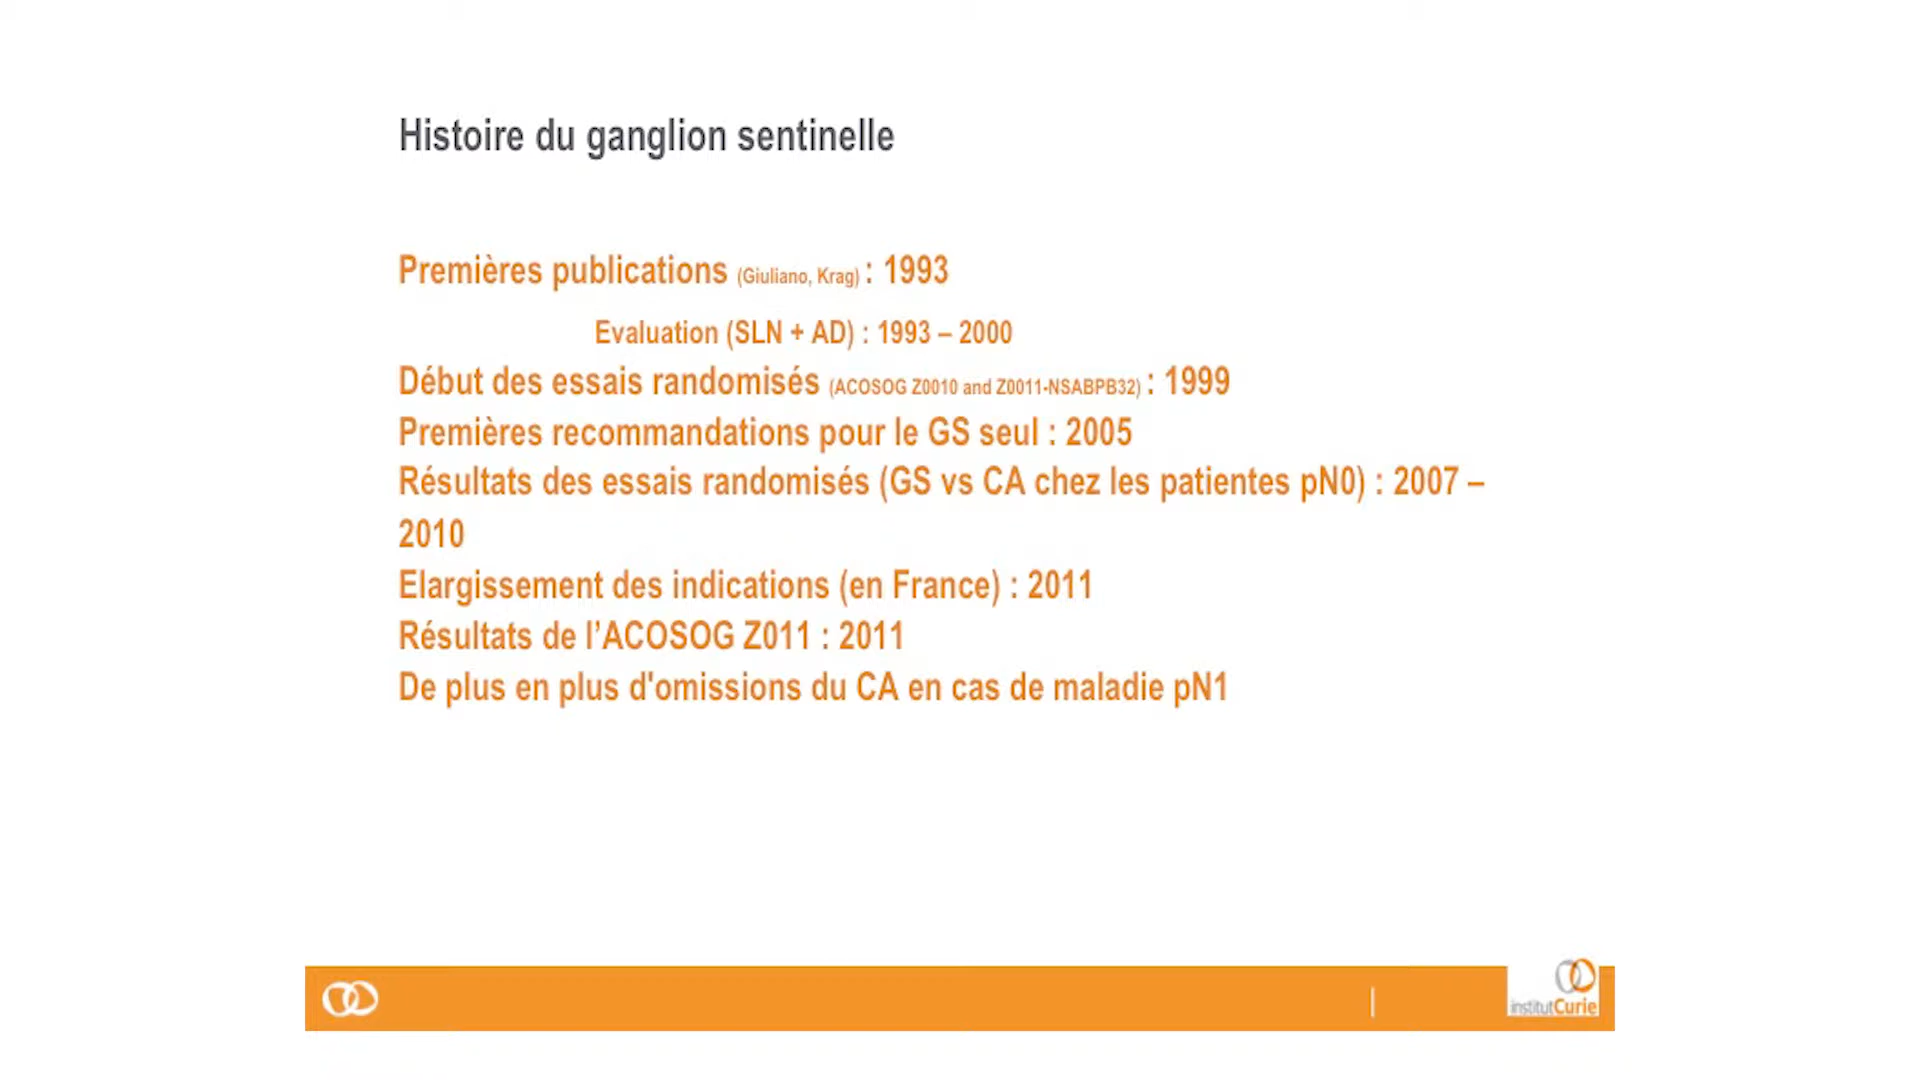 Histoire du ganglion sentinelle
Premières publications (Giuliano, Krag) : 1993
Evaluation (SLN + AD) : 1993 – 2000
Début des essais randomisés (ACOSOG Z0010 and Z0011-NSABPB32) : 1999
Premières recommandations pour le GS seul : 2005
Résultats des essais randomisés (GS vs CA chez les patientes pN0) : 2007 –
2010
Elargissement des indications (en France) : 2011
Résultats de l’ACOSOG Z011 : 2011
De plus en plus d'omissions du CA en cas de maladie pN1
institutCurie